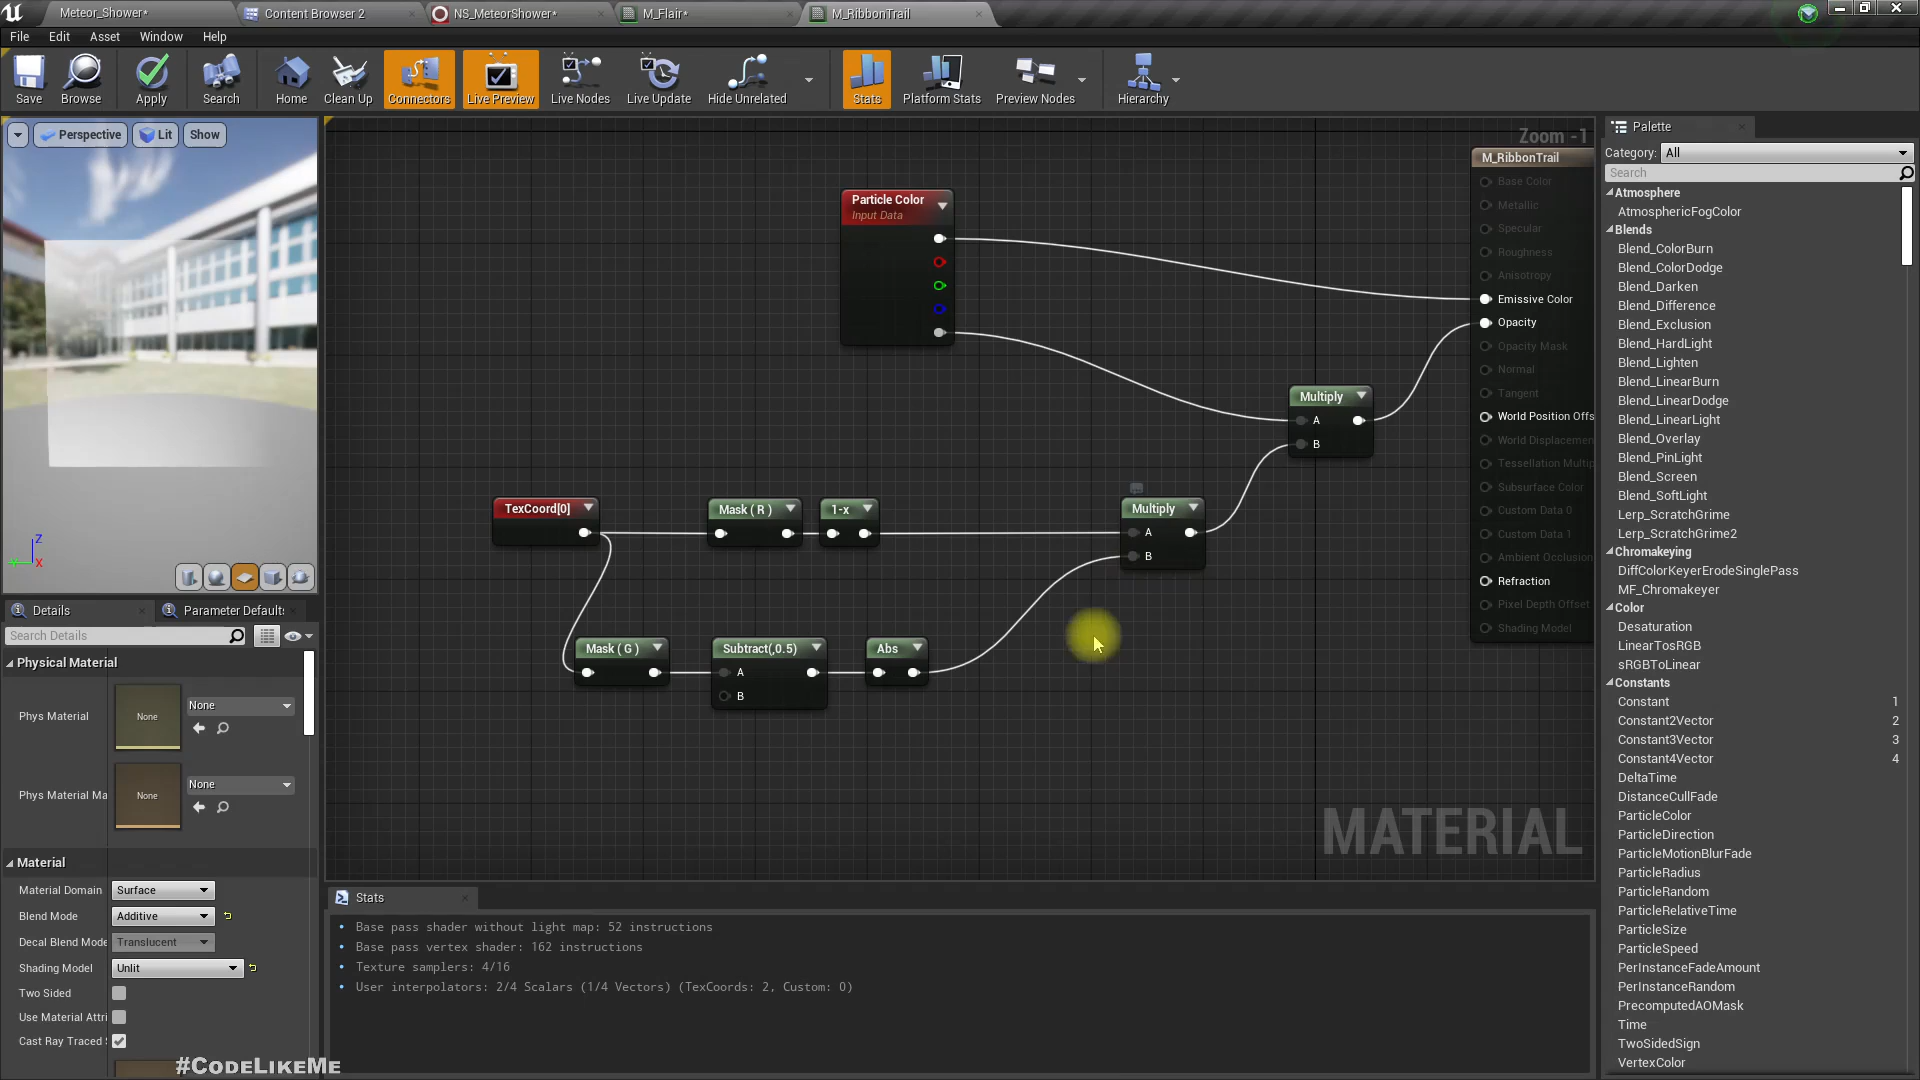 Meteor_Shower*
Content Browser 2
NS_MeteorShower*
M_Flair*
M_RibbonTrail
File
Edit
Asset
Window
Help
Save
Browse
Apply
Search
Home
Clean Up
Connectors
Live Preview
Live Nodes
Live Update
Hide Unrelated
Stats
Platform Stats
Preview Nodes
Hierarchy
Perspective
Lit
Show
Zoom -1
Z
X
Particle Color
Input Data
M_RibbonTrail
Base Color
Metallic
Specular
Roughness
Anisotropy
Emissive Color
Opacity
Opacity Mask
Normal
Tangent
World Position Offs
World Displacemen
Tessellation Multip
Subsurface Color
Custom Data 0
Custom Data 1
Ambient Occlusion
Refraction
Pixel Depth Offset
Shading Model
Multiply
A
B
TexCoord[0]
Mask ( R )
1-x
Multiply
A
B
Mask ( G )
Subtract(,0.5)
A
B
Abs
MATERIAL
Details
Parameter Defaults
Search Details
Physical Material
Phys Material
None
None
Phys Material Ma
None
None
Material
Material Domain
Surface
Blend Mode
Additive
Decal Blend Mode
Translucent
Shading Model
Unlit
Two Sided
Use Material Attri
Cast Ray Traced S
#CodeLikeMe
Stats
Base pass shader without light map: 52 instructions
Base pass vertex shader: 162 instructions
Texture samplers: 4/16
User interpolators: 2/4 Scalars (1/4 Vectors) (TexCoords: 2, Custom: 0)
Palette
Category:
All
Search
Atmosphere
AtmosphericFogColor
Blends
Blend_ColorBurn
Blend_ColorDodge
Blend_Darken
Blend_Difference
Blend_Exclusion
Blend_HardLight
Blend_Lighten
Blend_LinearBurn
Blend_LinearDodge
Blend_LinearLight
Blend_Overlay
Blend_PinLight
Blend_Screen
Blend_SoftLight
Lerp_ScratchGrime
Lerp_ScratchGrime2
Chromakeying
DiffColorKeyerErodeSinglePass
MF_Chromakeyer
Color
Desaturation
LinearTosRGB
sRGBToLinear
Constants
Constant 1
Constant2Vector 2
Constant3Vector 3
Constant4Vector 4
DeltaTime
DistanceCullFade
ParticleColor
ParticleDirection
ParticleMotionBlurFade
ParticleRadius
ParticleRandom
ParticleRelativeTime
ParticleSize
ParticleSpeed
PerInstanceFadeAmount
PerInstanceRandom
PrecomputedAOMask
Time
TwoSidedSign
VertexColor